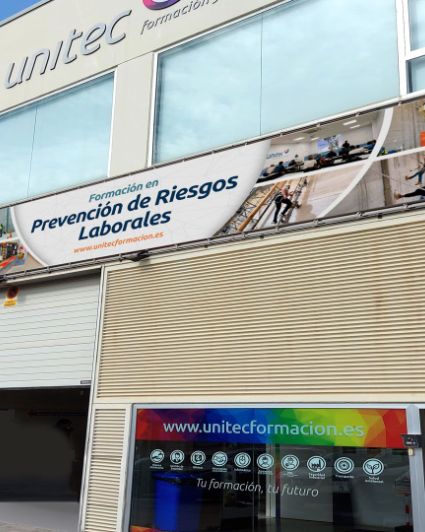 unitec
formación
Formación en
Prevención de Riesgos
Laborales
www.unitecformacion.es
www.unitecformacion.es
Tu formación, tu futuro